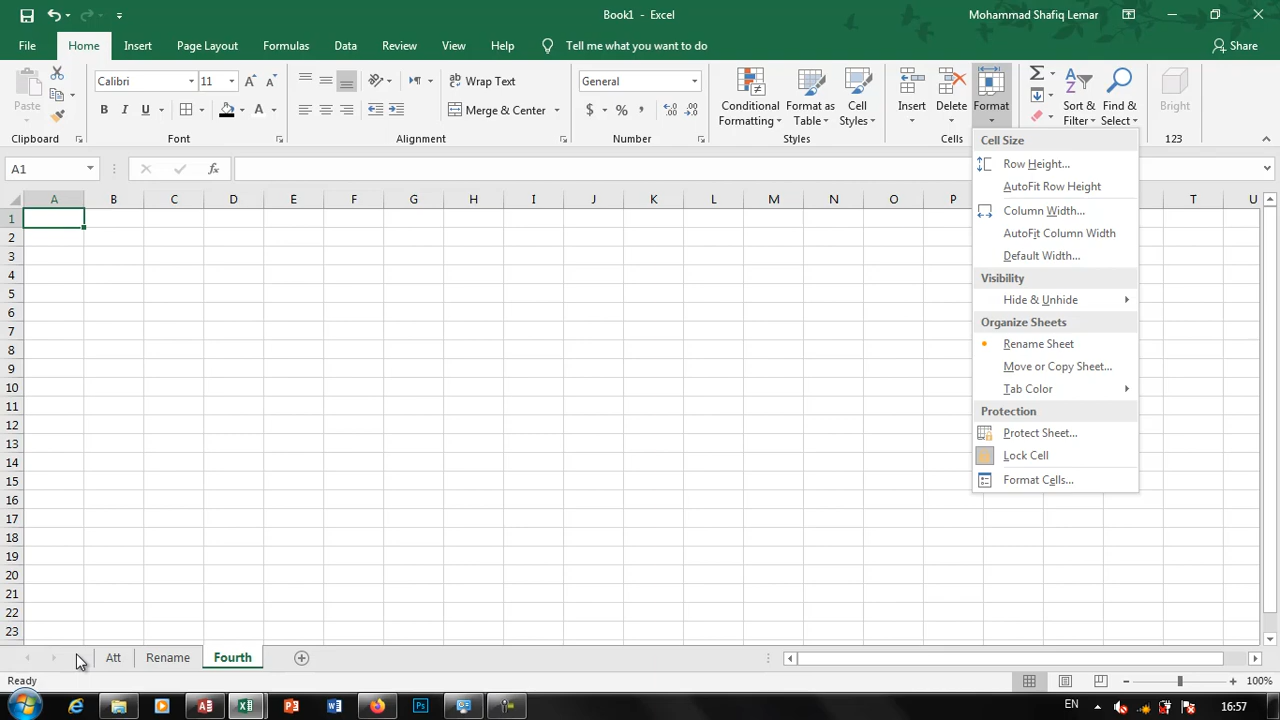 Book1 - Excel
Mohammad Shafiq Lemar
File Home Insert Page Layout Formulas Data Review View Help Tell me what you want to do Share
Paste
Clipboard
Calibri 11
B I U A
Font
Wrap Text
Merge & Center
Alignment
General
$ % ,
Number
Conditional Formatting
Format as Table
Cell Styles
Styles
Insert
Delete
Format
Cells
Sort & Filter
Find & Select
Bright
123
A1
fx
A B C D E F G H I J K L M N O P T U
1
2
3
4
5
6
7
8
9
10
11
12
13
14
15
16
17
18
19
20
21
22
23
Cell Size
Row Height...
AutoFit Row Height
Column Width...
AutoFit Column Width
Default Width...
Visibility
Hide & Unhide
Organize Sheets
Rename Sheet
Move or Copy Sheet...
Tab Color
Protection
Protect Sheet...
Lock Cell
Format Cells...
Att Rename Fourth
Ready
100%
EN
16:57